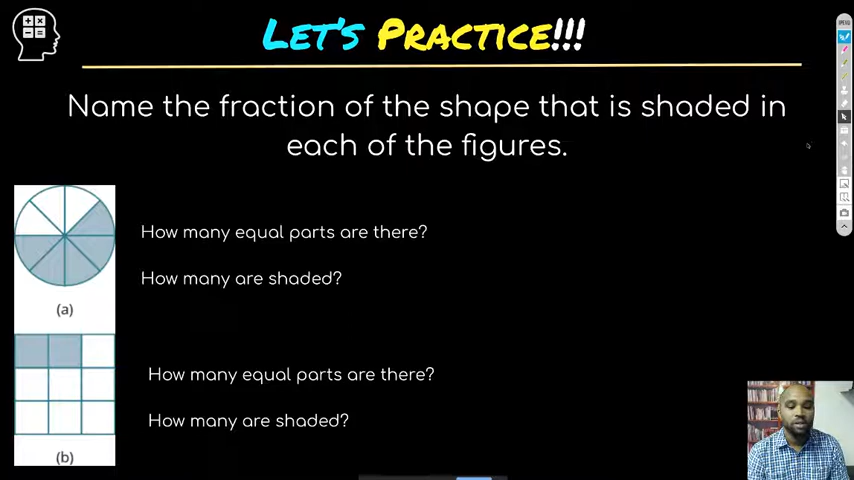 Let's Practice!!!
Name the fraction of the shape that is shaded in
each of the figures.
How many equal parts are there?
How many are shaded?
(a)
How many equal parts are there?
How many are shaded?
(b)